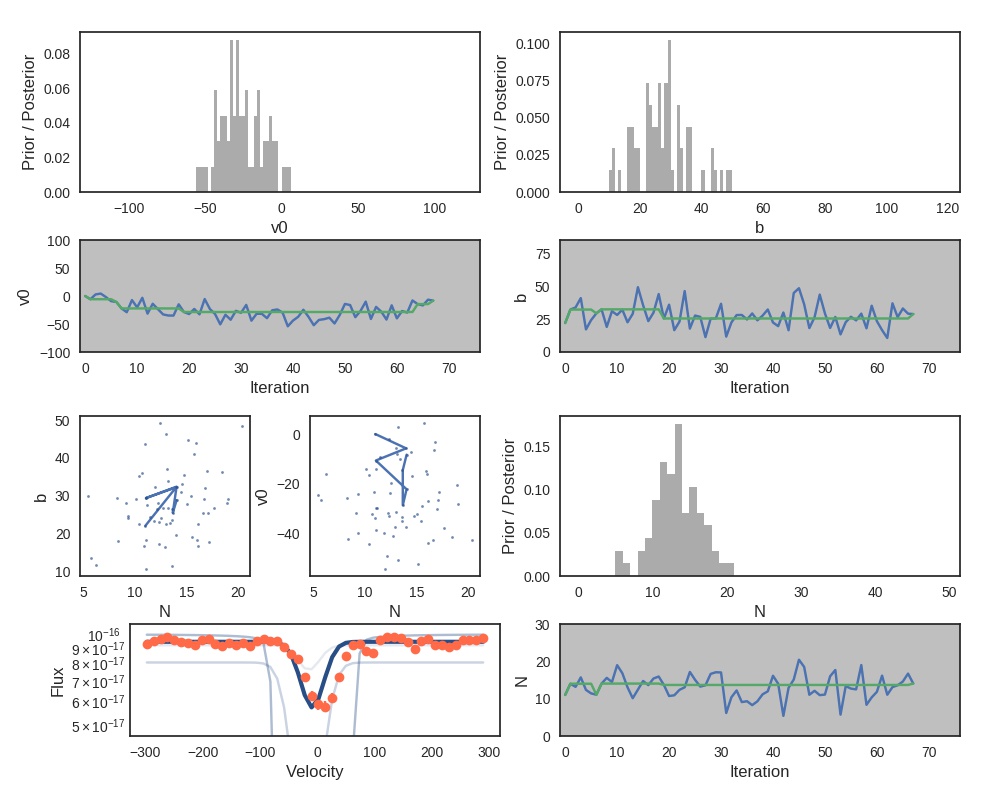 Prior / Posterior
0.08
0.06
0.04
0.02
0.00
−100 −50 0 50 100
v0
Prior / Posterior
0.100
0.075
0.050
0.025
0.000
0 20 40 60 80 100 120
b
v0
100
50
0
−50
−100
0 10 20 30 40 50 60 70
Iteration
b
75
50
25
0
0 10 20 30 40 50 60 70
Iteration
b
50
40
30
20
10
5 10 15 20
N
v0
0
−20
−40
5 10 15 20
N
Prior / Posterior
0.15
0.10
0.05
0.00
0 10 20 30 40 50
N
Flux
10⁻¹⁶
9 × 10⁻¹⁷
8 × 10⁻¹⁷
7 × 10⁻¹⁷
6 × 10⁻¹⁷
5 × 10⁻¹⁷
−300 −200 −100 0 100 200 300
Velocity
N
30
20
10
0
0 10 20 30 40 50 60 70
Iteration